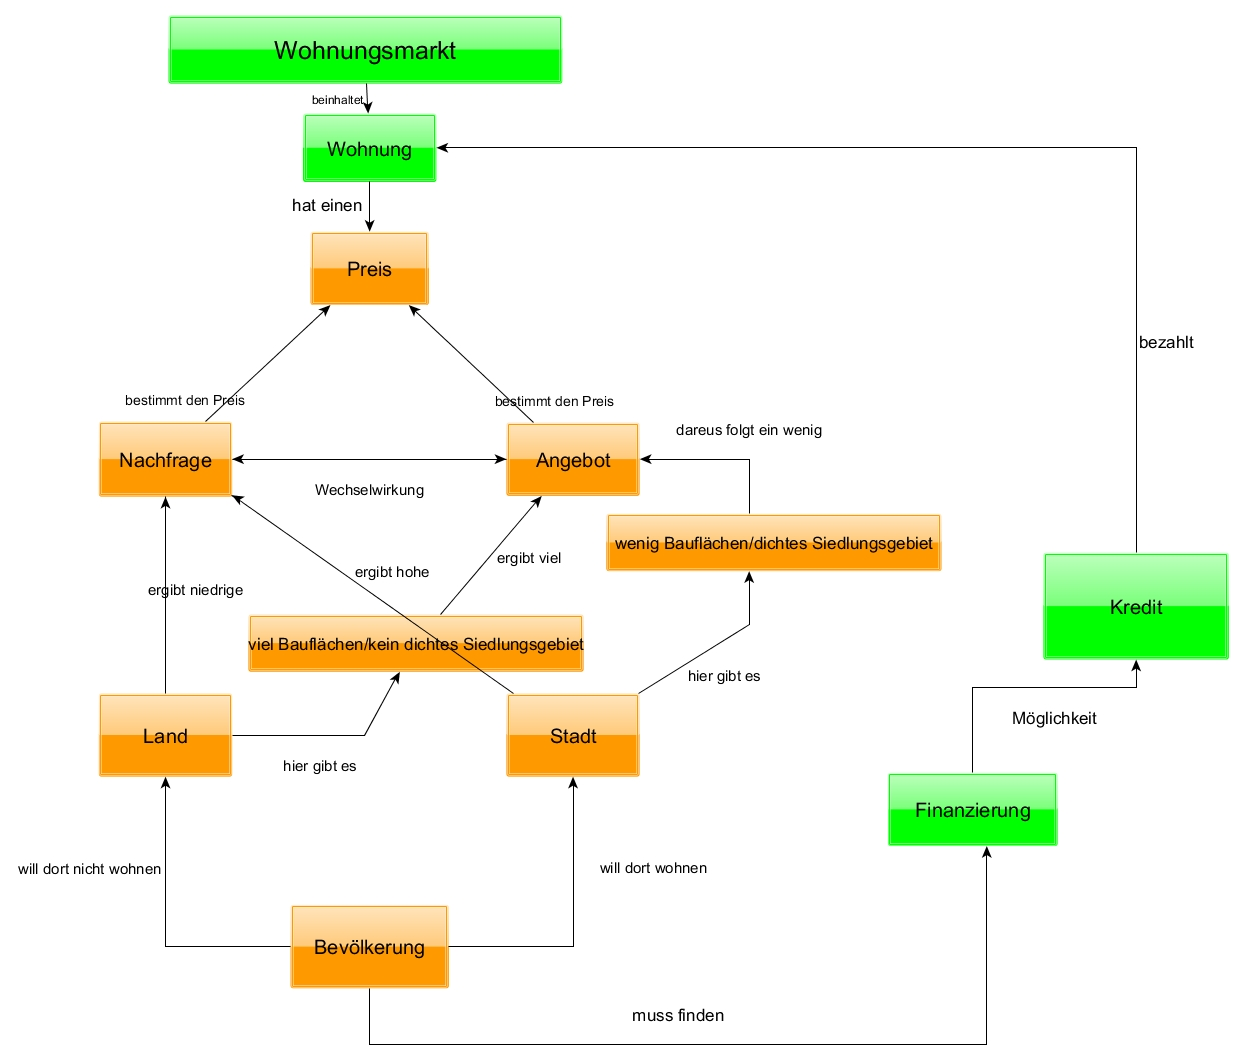 Wohnungsmarkt
beinhaltet
Wohnung
hat einen
Preis
bezahlt
bestimmt den Preis
bestimmt den Preis
dareus folgt ein wenig
Nachfrage
Angebot
Wechselwirkung
wenig Bauflächen/dichtes Siedlungsgebiet
ergibt viel
ergibt hohe
ergibt niedrige
Kredit
viel Bauflächen/kein dichtes Siedlungsgebiet
hier gibt es
Möglichkeit
Land
Stadt
hier gibt es
Finanzierung
will dort nicht wohnen
will dort wohnen
Bevölkerung
muss finden